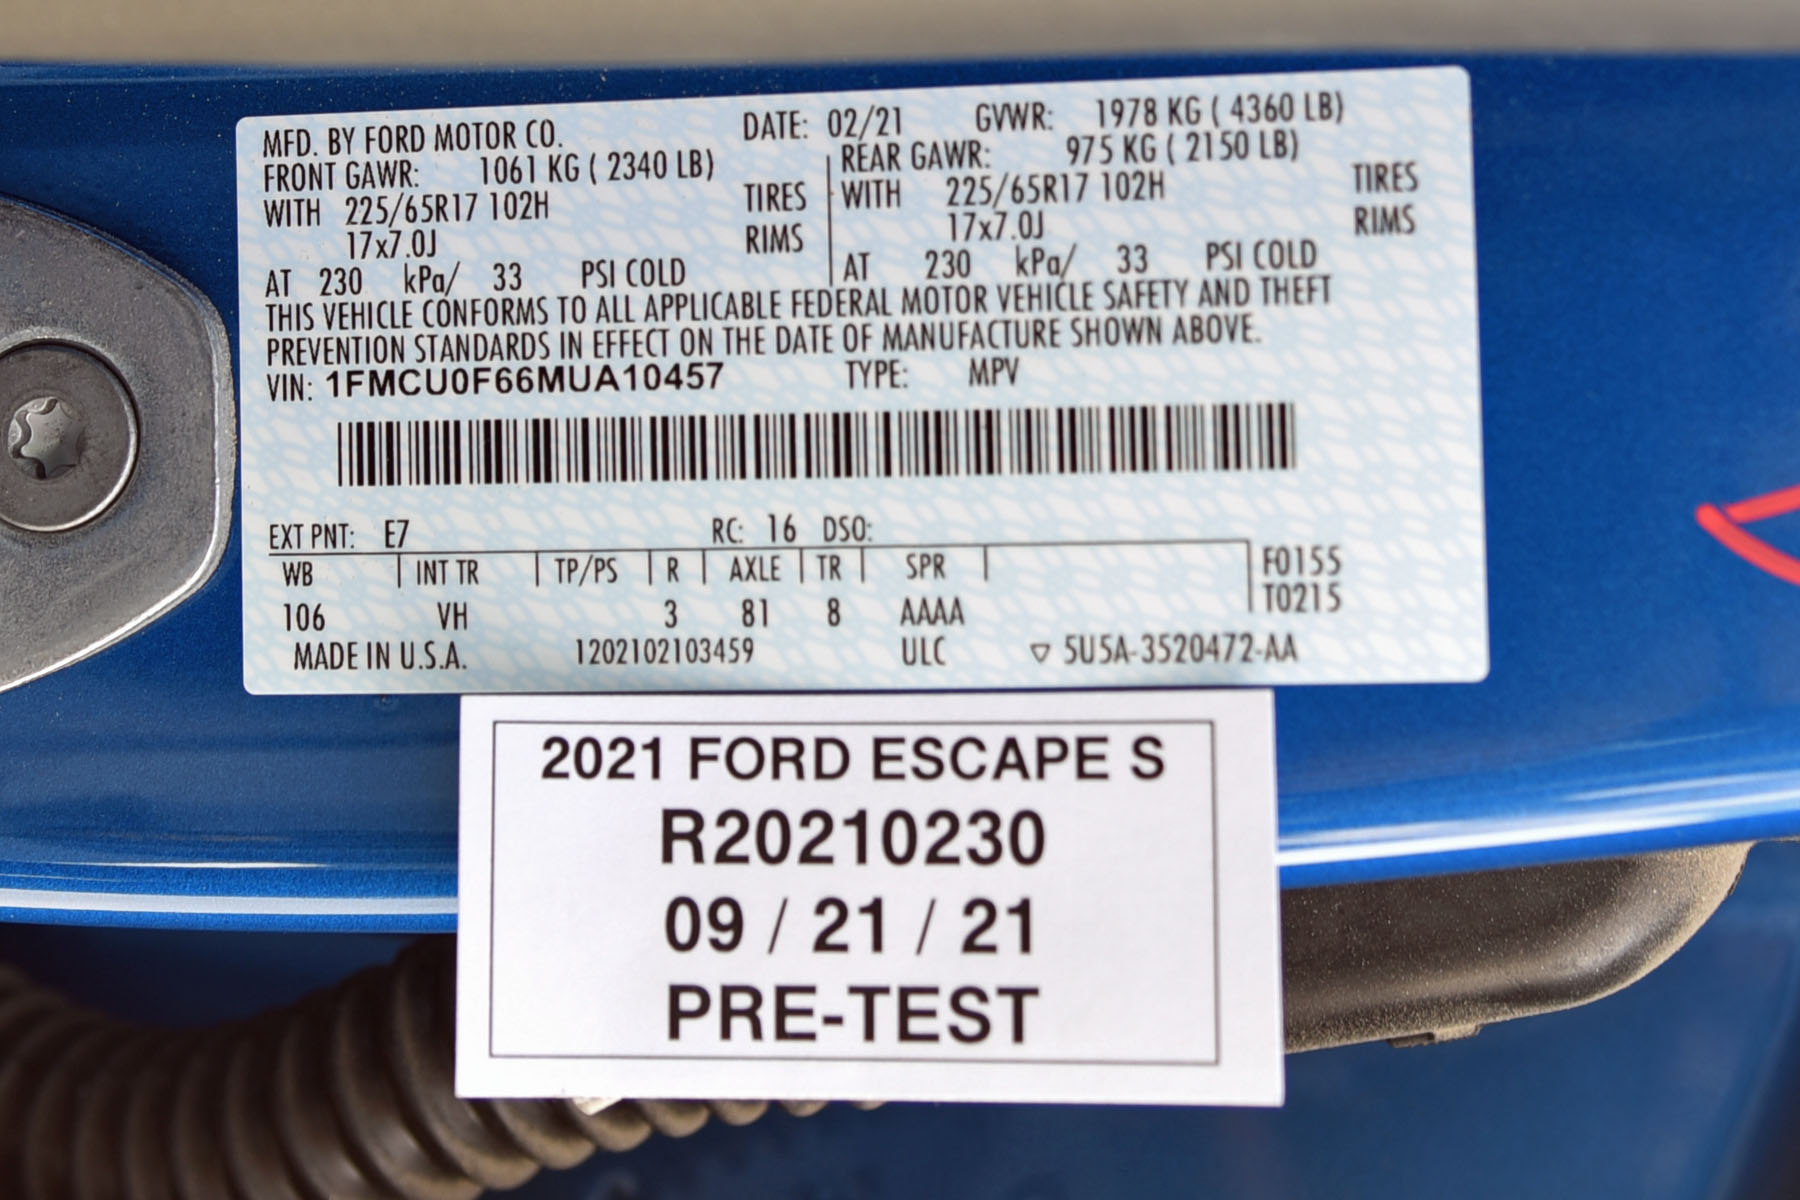 MFD. BY FORD MOTOR CO. DATE: 02/21 GVWR: 1978 KG ( 4360 LB)
FRONT GAWR: 1061 KG ( 2340 LB) REAR GAWR: 975 KG ( 2150 LB)
WITH 225/65R17 102H TIRES WITH 225/65R17 102H TIRES
17x7.0J RIMS 17x7.0J RIMS
AT 230 kPa/ 33 PSI COLD AT 230 kPa/ 33 PSI COLD
THIS VEHICLE CONFORMS TO ALL APPLICABLE FEDERAL MOTOR VEHICLE SAFETY AND THEFT
PREVENTION STANDARDS IN EFFECT ON THE DATE OF MANUFACTURE SHOWN ABOVE.
VIN: 1FMCU0F66MUA10457 TYPE: MPV
EXT PNT: E7 RC: 16 DSO:
WB INT TR TP/PS R AXLE TR SPR F0155
106 VH 3 81 8 AAAA T0215
MADE IN U.S.A. 1202102103459 ULC ▽ 5U5A-3520472-AA
2021 FORD ESCAPE S
R20210230
09 / 21 / 21
PRE-TEST